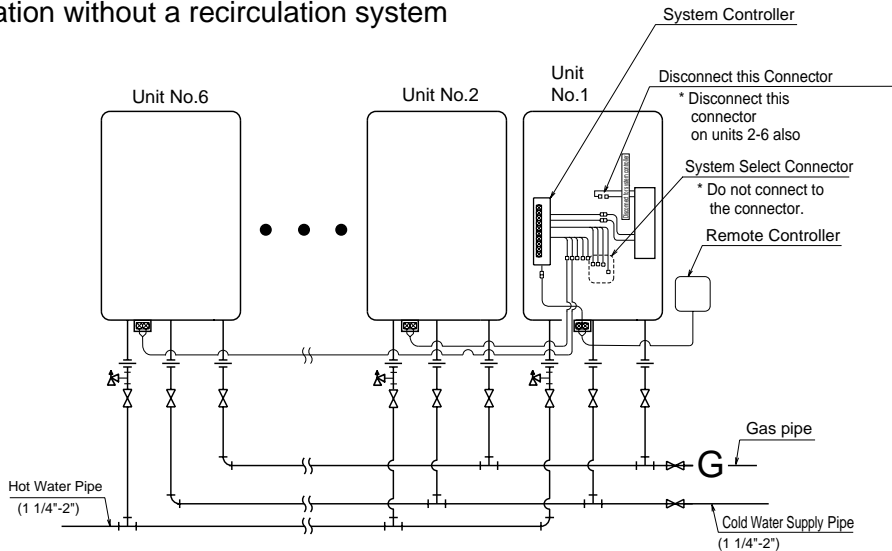 ation without a recirculation system
System Controller
Unit No.6
Unit No.2
Unit
No.1
Disconnect this Connector
* Disconnect this
connector
on units 2-6 also
System Select Connector
* Do not connect to
the connector.
Remote Controller
Gas pipe
G
Hot Water Pipe
(1 1/4"-2")
Cold Water Supply Pipe
(1 1/4"-2")